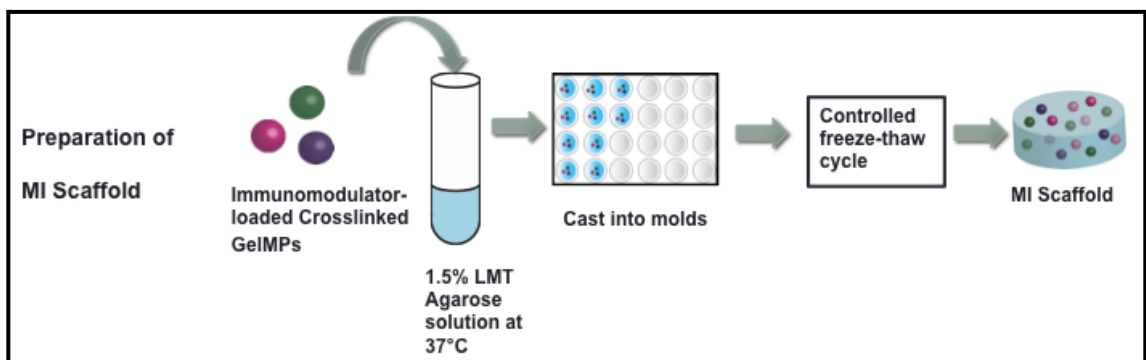 Preparation of
MI Scaffold
Immunomodulator-
loaded Crosslinked
GelMPs
1.5% LMT
Agarose
solution at
37°C
Cast into molds
Controlled
freeze-thaw
cycle
MI Scaffold